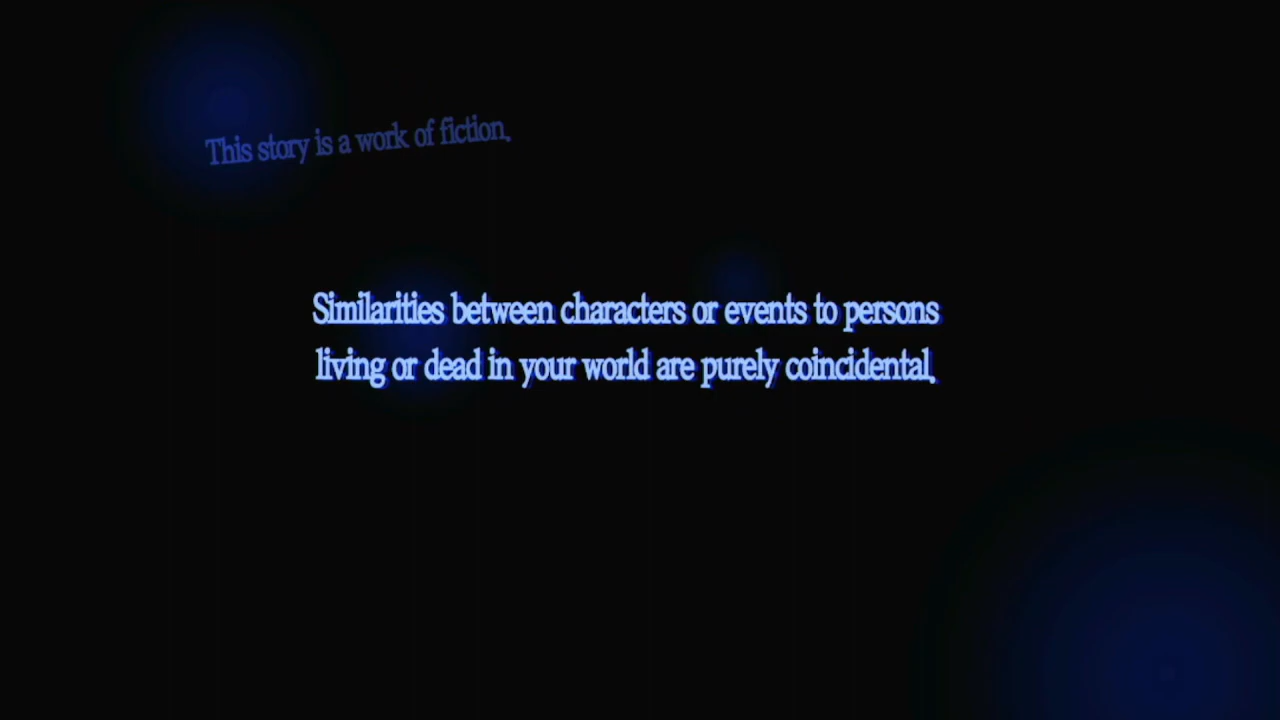 This story is a work of fiction.
Similarities between characters or events to persons
living or dead in your world are purely coincidental.